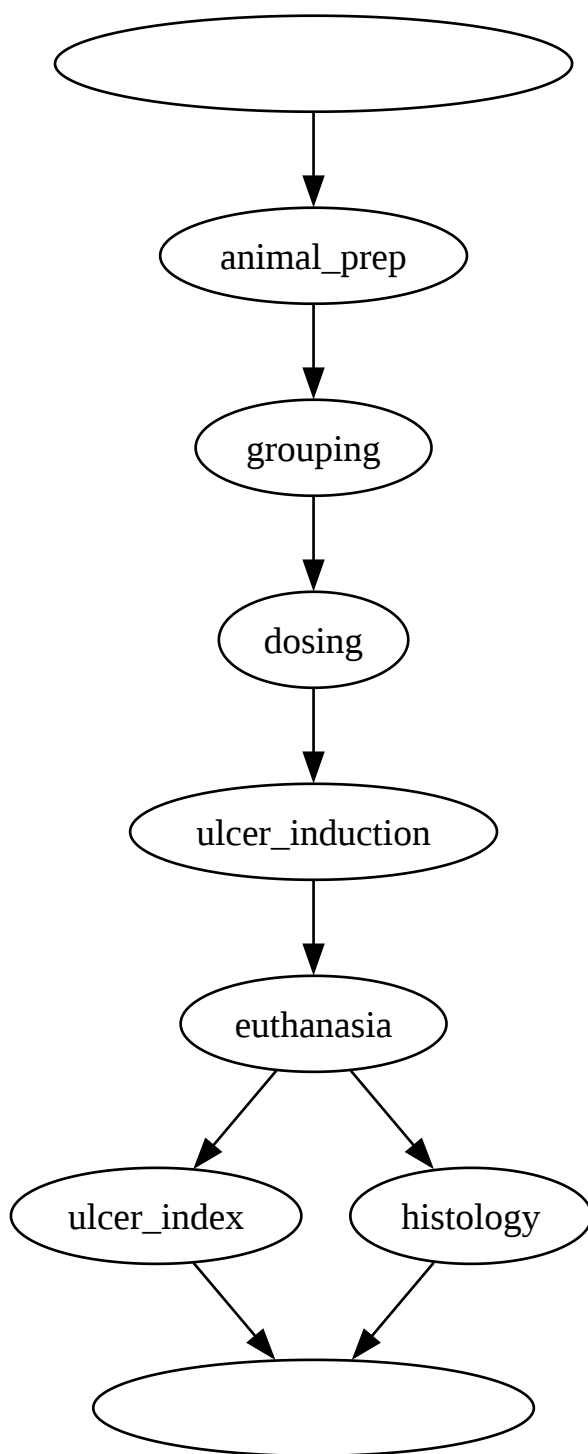 animal_prep
grouping
dosing
ulcer_induction
euthanasia
ulcer_index
histology